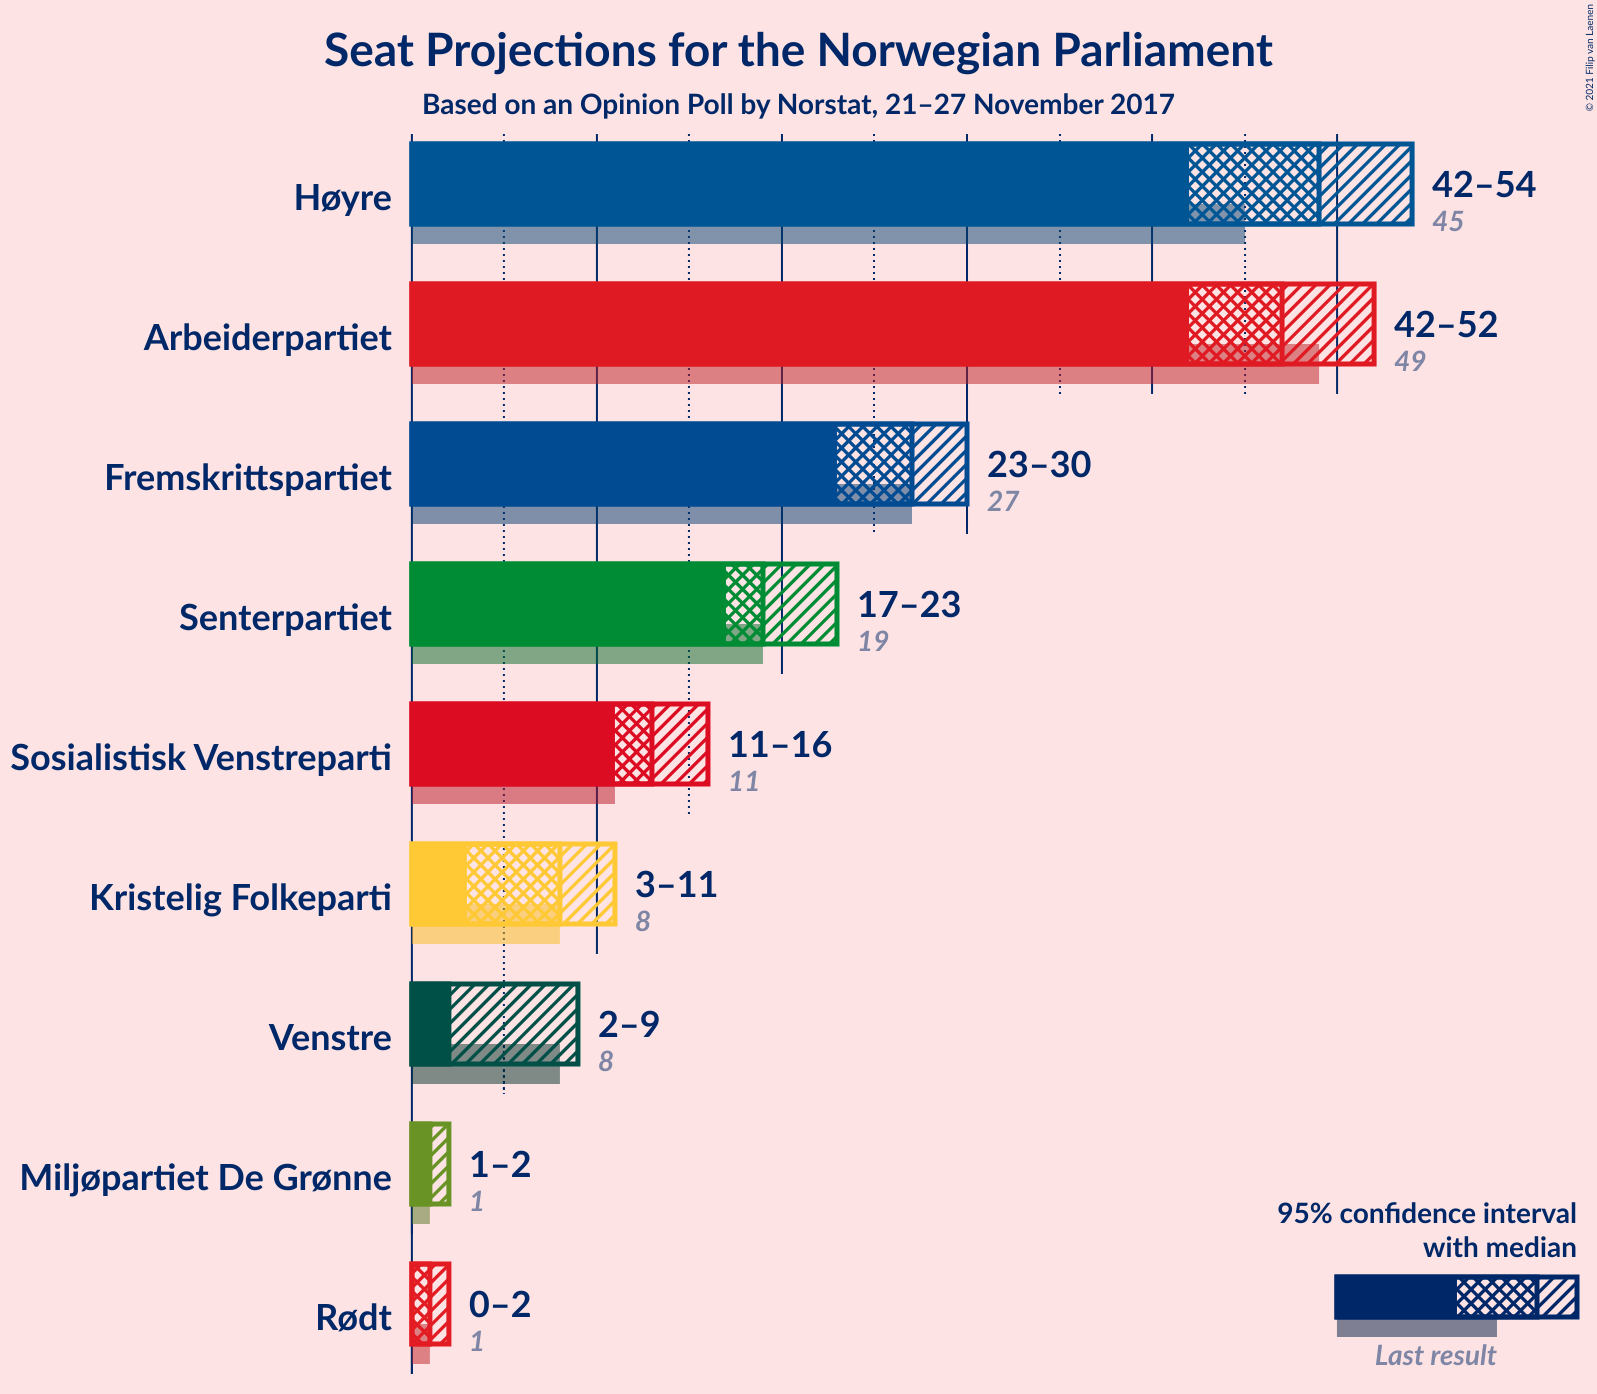 Seat Projections for the Norwegian Parliament
Based on an Opinion Poll by Norstat, 21–27 November 2017
© 2021 Filip van Laenen
Høyre
42–54
45
Arbeiderpartiet
42–52
49
Fremskrittspartiet
23–30
27
Senterpartiet
17–23
19
Sosialistisk Venstreparti
11–16
11
Kristelig Folkeparti
3–11
8
Venstre
2–9
8
Miljøpartiet De Grønne
1–2
1
Rødt
0–2
1
95% confidence interval
with median
Last result